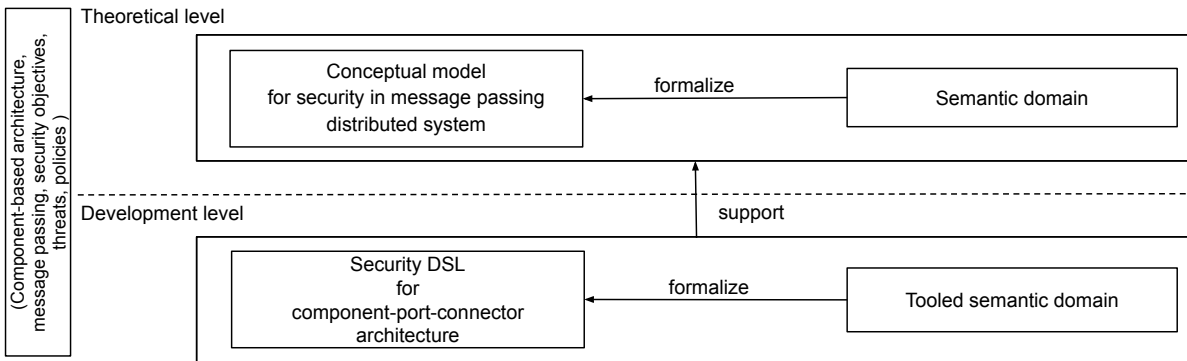 (Component-based architecture,
message passing, security objectives,
threats, policies )
Theoretical level
Conceptual model
for security in message passing
distributed system
formalize
Semantic domain
Development level
support
Security DSL
for
component-port-connector
architecture
formalize
Tooled semantic domain